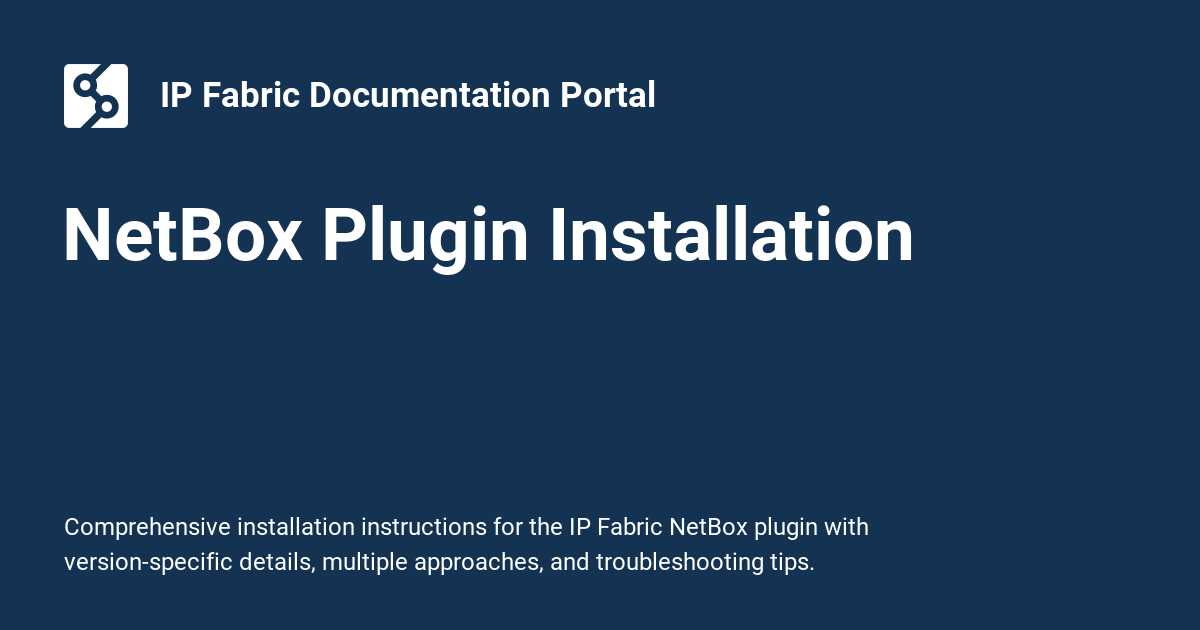 IP Fabric Documentation Portal
NetBox Plugin Installation
Comprehensive installation instructions for the IP Fabric NetBox plugin with
version-specific details, multiple approaches, and troubleshooting tips.